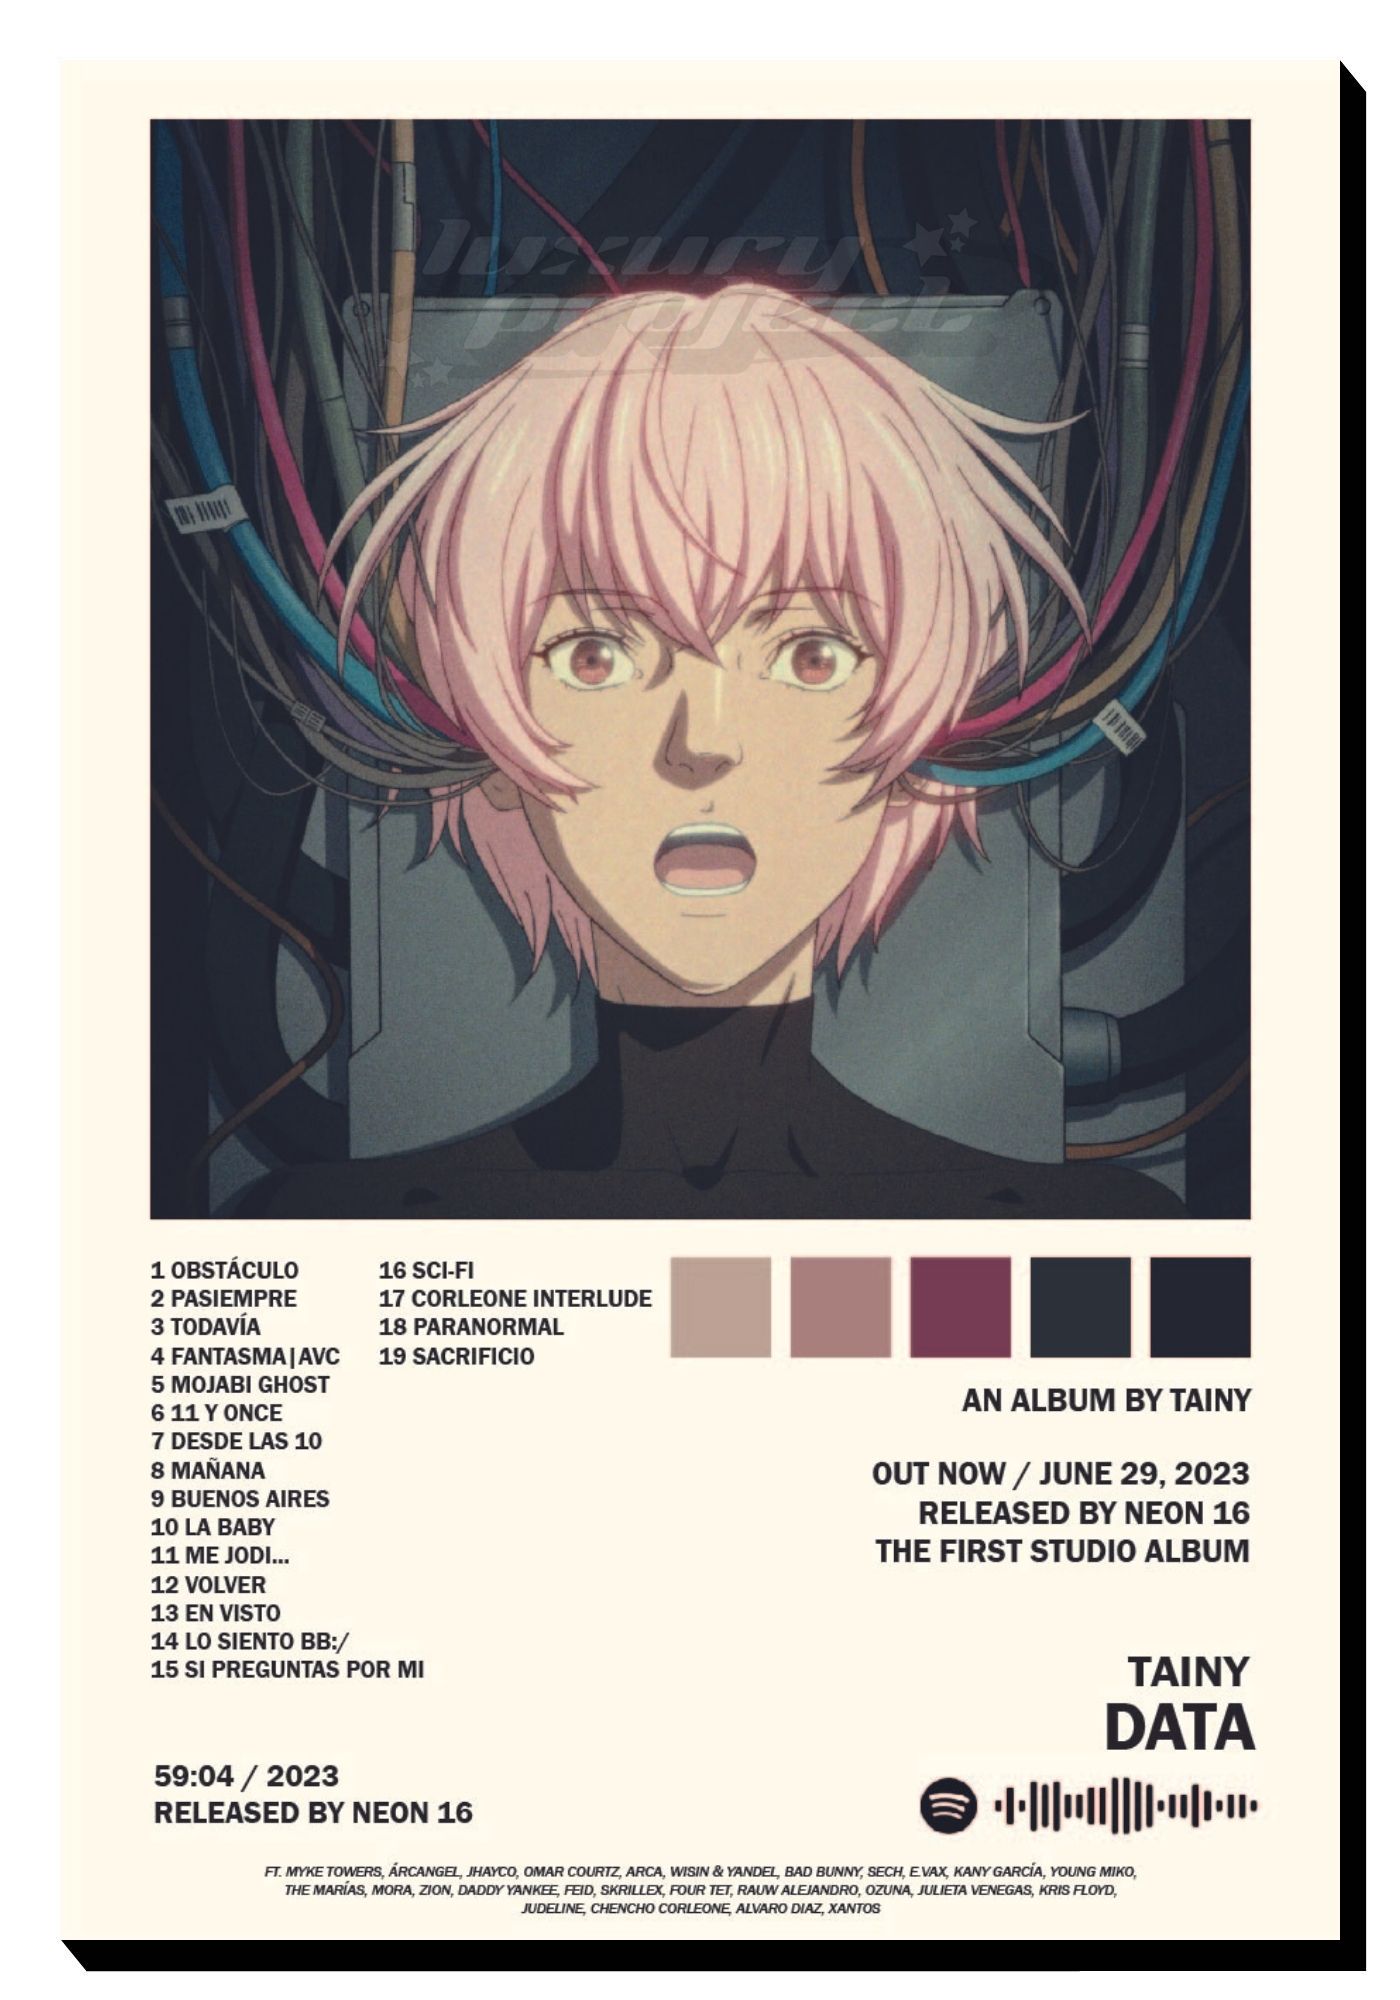 luxury
project
1 OBSTÁCULO
2 PASIEMPRE
3 TODAVÍA
4 FANTASMA|AVC
5 MOJABI GHOST
6 11 Y ONCE
7 DESDE LAS 10
8 MAÑANA
9 BUENOS AIRES
10 LA BABY
11 ME JODI...
12 VOLVER
13 EN VISTO
14 LO SIENTO BB:/
15 SI PREGUNTAS POR MI
16 SCI-FI
17 CORLEONE INTERLUDE
18 PARANORMAL
19 SACRIFICIO
AN ALBUM BY TAINY
OUT NOW / JUNE 29, 2023
RELEASED BY NEON 16
THE FIRST STUDIO ALBUM
TAINY
DATA
59:04 / 2023
RELEASED BY NEON 16
FT. MYKE TOWERS, ÁRCANGEL, JHAYCO, OMAR COURTZ, ARCA, WISIN & YANDEL, BAD BUNNY, SECH, E.VAX, KANY GARCÍA, YOUNG MIKO,
THE MARÍAS, MORA, ZION, DADDY YANKEE, FEID, SKRILLEX, FOUR TET, RAUW ALEJANDRO, OZUNA, JULIETA VENEGAS, KRIS FLOYD,
JUDELINE, CHENCHO CORLEONE, ALVARO DIAZ, XANTOS